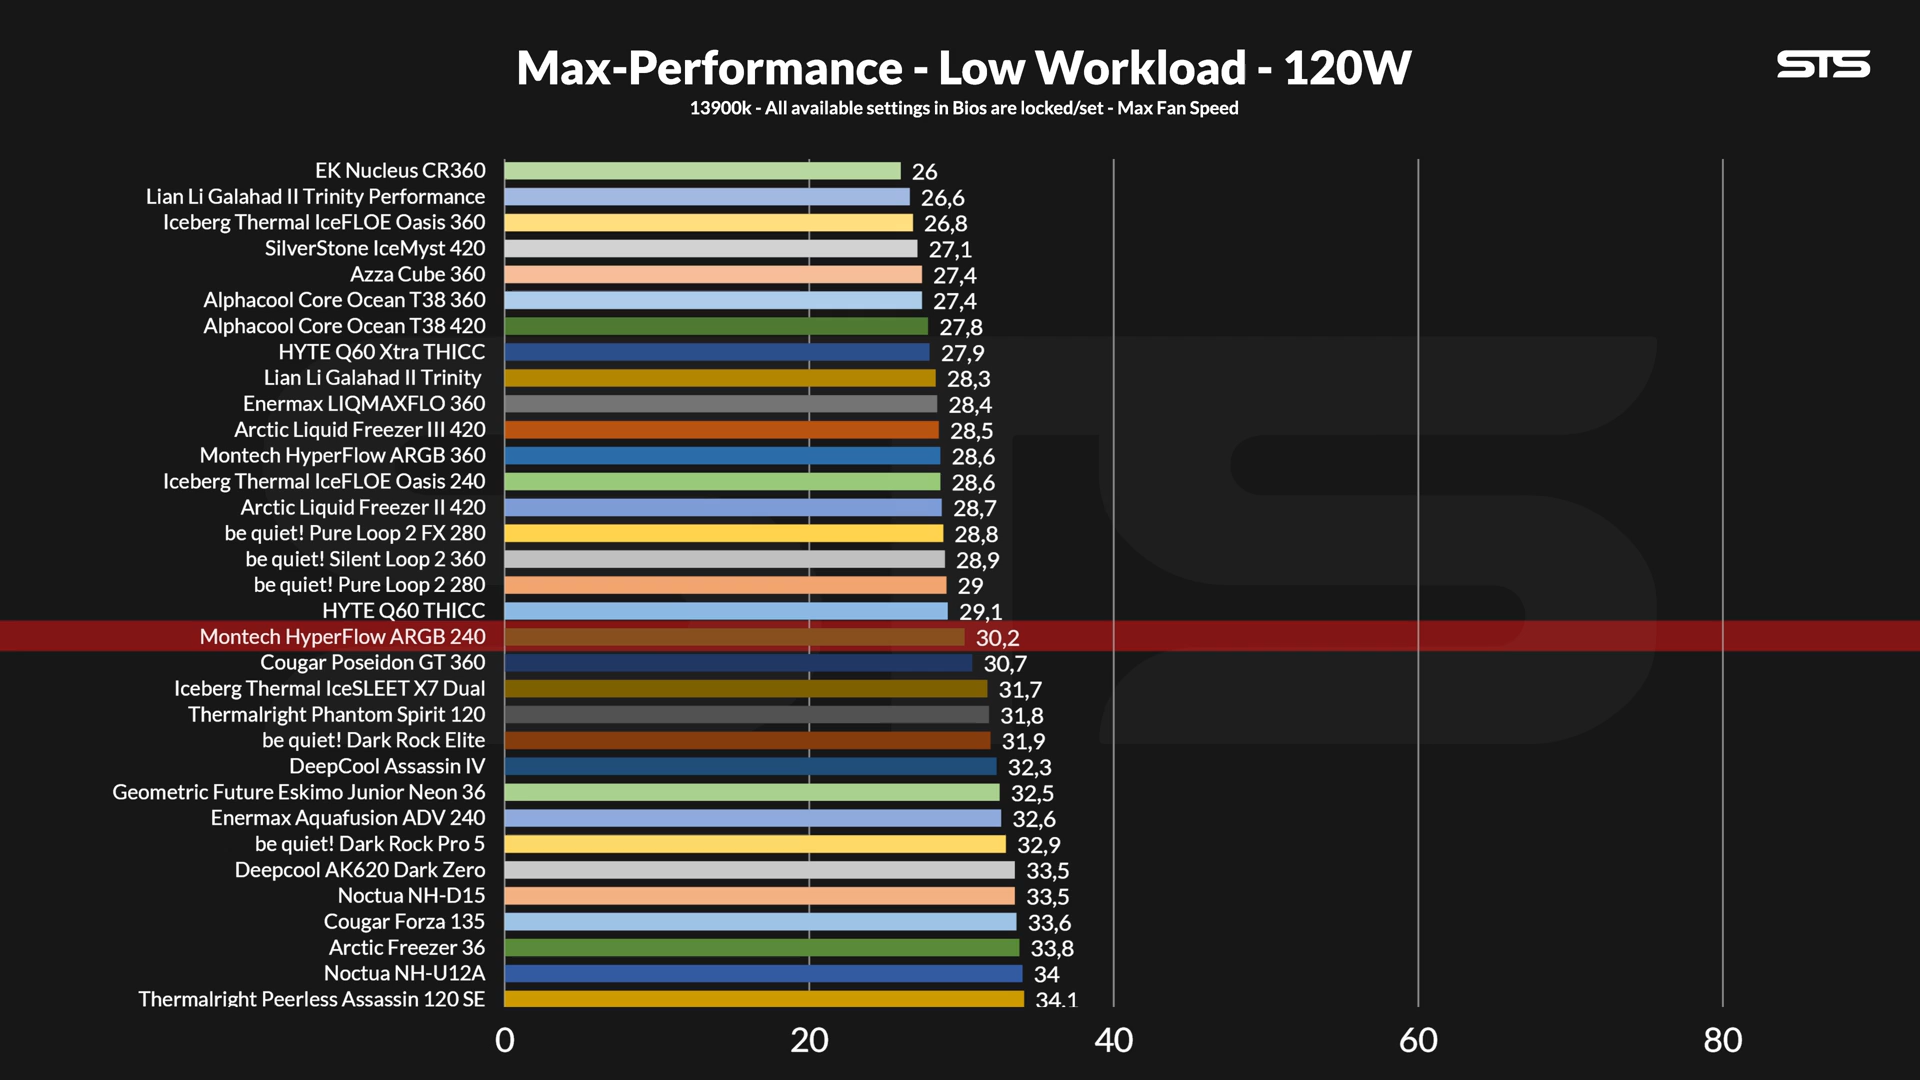 Max-Performance - Low Workload - 120W
STS
13900k - All available settings in Bios are locked/set - Max Fan Speed
EK Nucleus CR360 26
Lian Li Galahad II Trinity Performance 26,6
Iceberg Thermal IceFLOE Oasis 360 26,8
SilverStone IceMyst 420 27,1
Azza Cube 360 27,4
Alphacool Core Ocean T38 360 27,4
Alphacool Core Ocean T38 420 27,8
HYTE Q60 Xtra THICC 27,9
Lian Li Galahad II Trinity 28,3
Enermax LIQMAXFLO 360 28,4
Arctic Liquid Freezer III 420 28,5
Montech HyperFlow ARGB 360 28,6
Iceberg Thermal IceFLOE Oasis 240 28,6
Arctic Liquid Freezer II 420 28,7
be quiet! Pure Loop 2 FX 280 28,8
be quiet! Silent Loop 2 360 28,9
be quiet! Pure Loop 2 280 29
HYTE Q60 THICC 29,1
Montech HyperFlow ARGB 240 30,2
Cougar Poseidon GT 360 30,7
Iceberg Thermal IceSLEET X7 Dual 31,7
Thermalright Phantom Spirit 120 31,8
be quiet! Dark Rock Elite 31,9
DeepCool Assassin IV 32,3
Geometric Future Eskimo Junior Neon 36 32,5
Enermax Aquafusion ADV 240 32,6
be quiet! Dark Rock Pro 5 32,9
Deepcool AK620 Dark Zero 33,5
Noctua NH-D15 33,5
Cougar Forza 135 33,6
Arctic Freezer 36 33,8
Noctua NH-U12A 34
Thermalright Peerless Assassin 120 SE 34,1
0 20 40 60 80